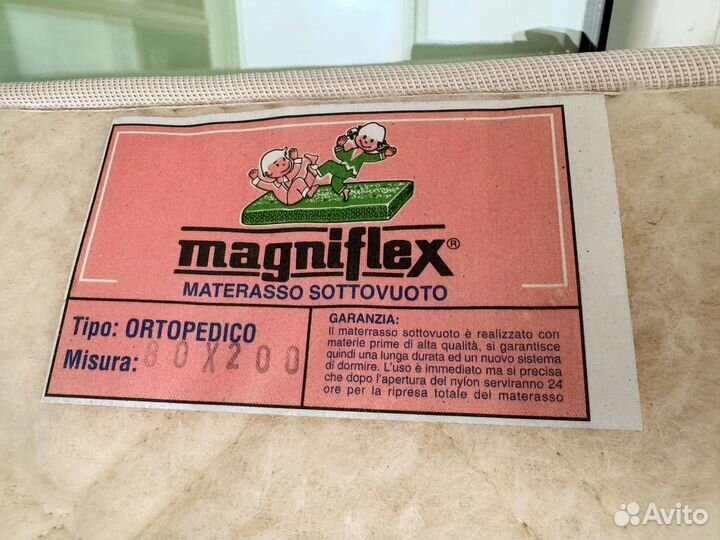 magniflex®
MATERASSO SOTTOVUOTO
Tipo: ORTOPEDICO
Misura: 80X200
GARANZIA:
Il materrasso sottovuoto è realizzato con
materie prime di alta qualità, si garantisce
quindi una lunga durata ed un nuovo sistema
di dormire. L'uso è immediato ma si precisa
che dopo l'apertura del nylon serviranno 24
ore per la ripresa totale del materasso
Avito